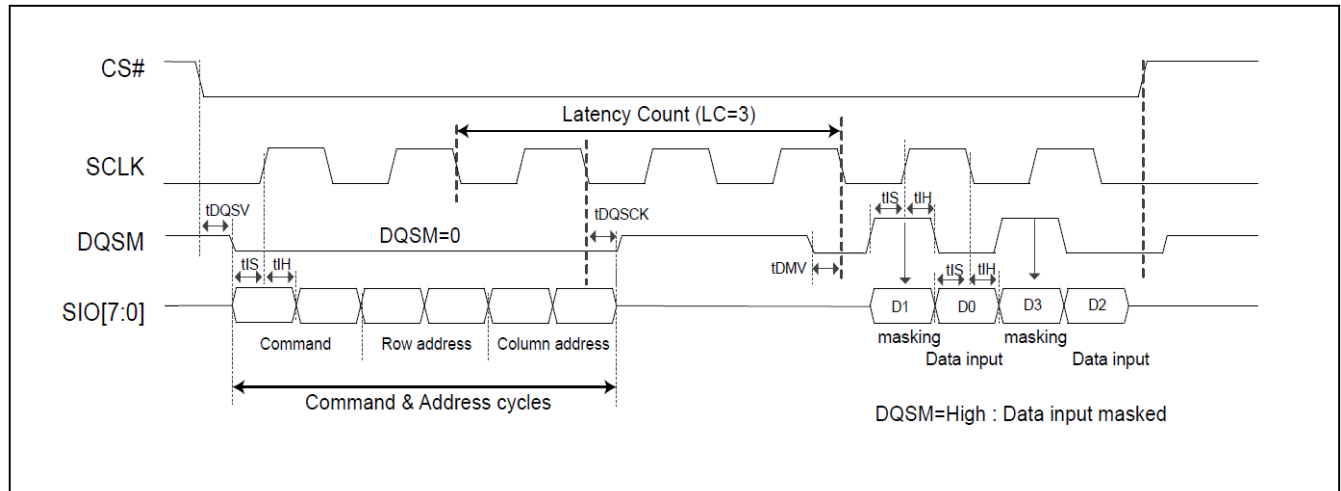 CS#
Latency Count (LC=3)
SCLK
tDQSV
tDQSCK
tIS
tIH
DQSM
DQSM=0
tIS
tIH
tDMV
tIS
tIH
SIO[7:0]
D1
D0
D3
D2
Command
Row address
Column address
masking
masking
Data input
Data input
Command & Address cycles
DQSM=High : Data input masked